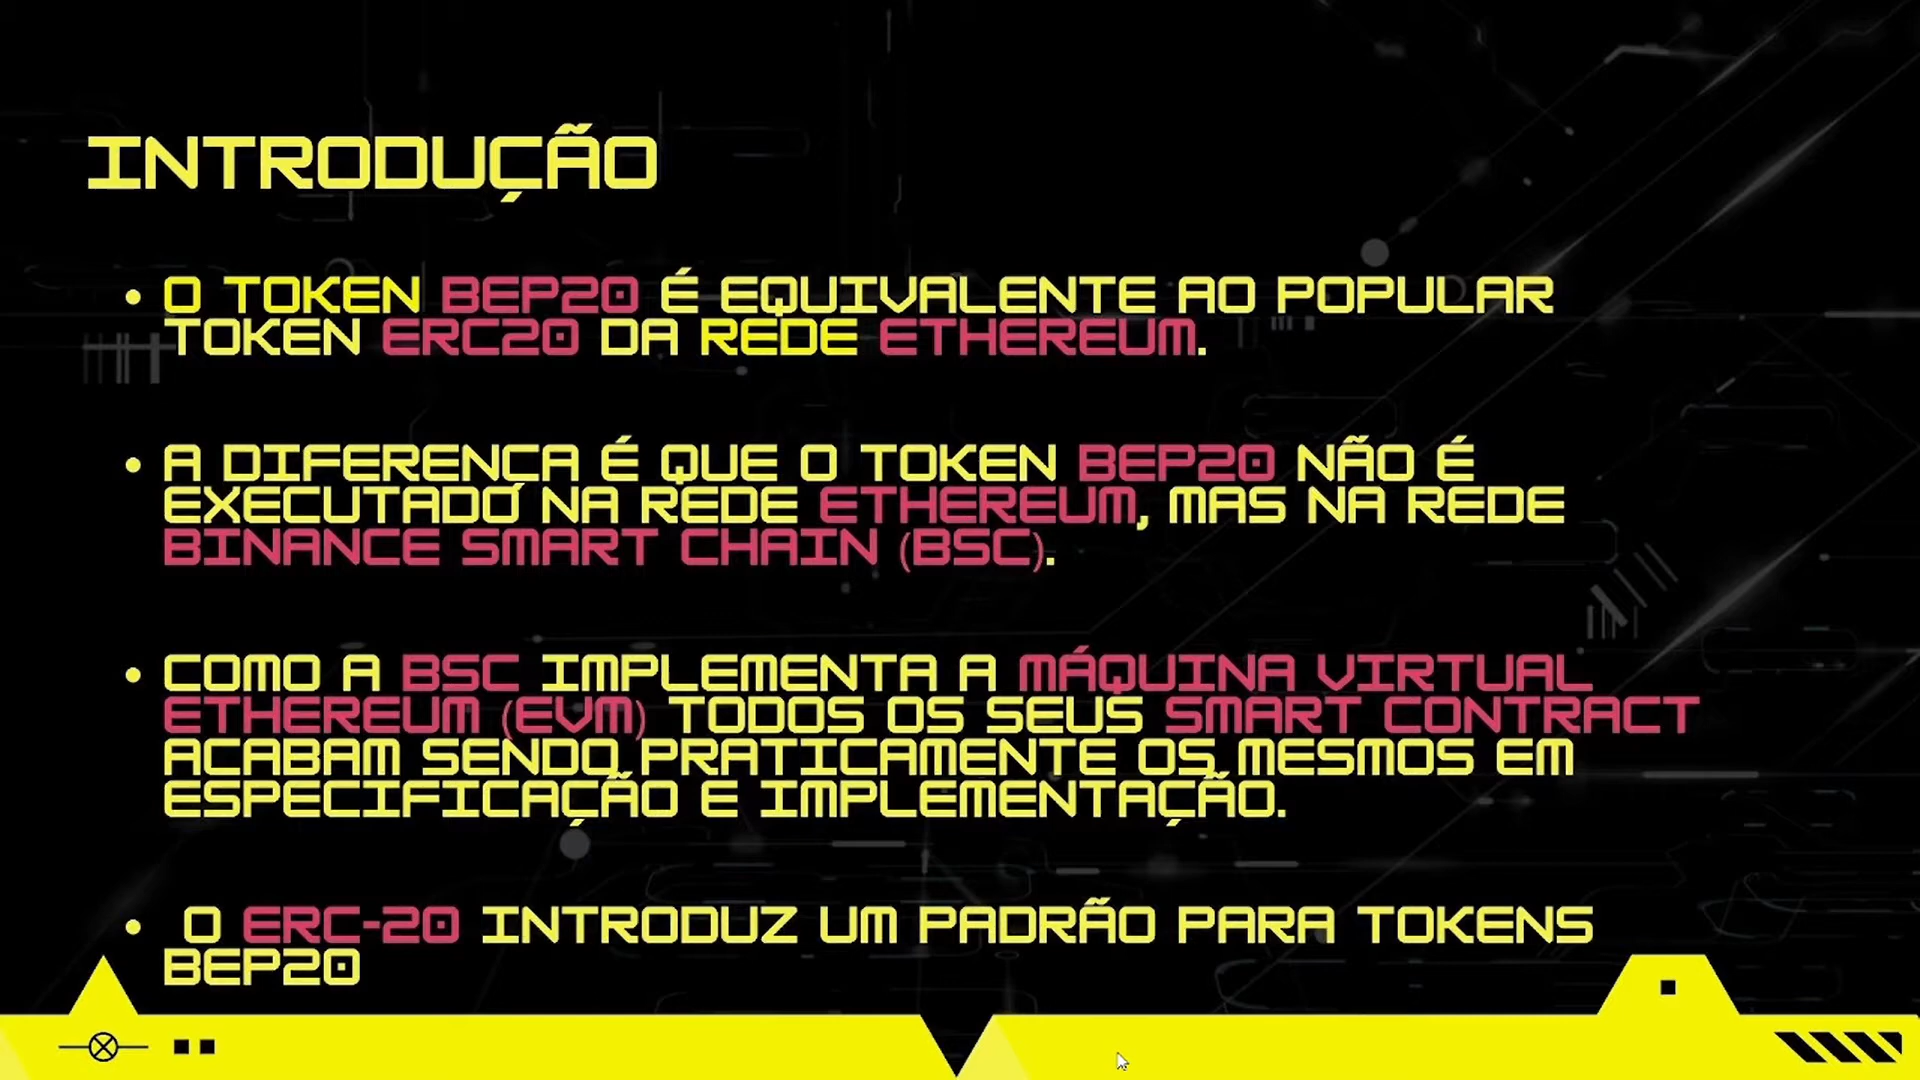 INTRODUÇÃO
• O TOKEN BEP20 É EQUIVALENTE AO POPULAR
TOKEN ERC20 DA REDE ETHEREUM.
• A DIFERENÇA É QUE O TOKEN BEP20 NÃO É
EXECUTADO NA REDE ETHEREUM, MAS NA REDE
BINANCE SMART CHAIN (BSC).
• COMO A BSC IMPLEMENTA A MÁQUINA VIRTUAL
ETHEREUM (EVM) TODOS OS SEUS SMART CONTRACT
ACABAM SENDO PRATICAMENTE OS MESMOS EM
ESPECIFICAÇÃO E IMPLEMENTAÇÃO.
• O ERC-20 INTRODUZ UM PADRÃO PARA TOKENS
BEP20